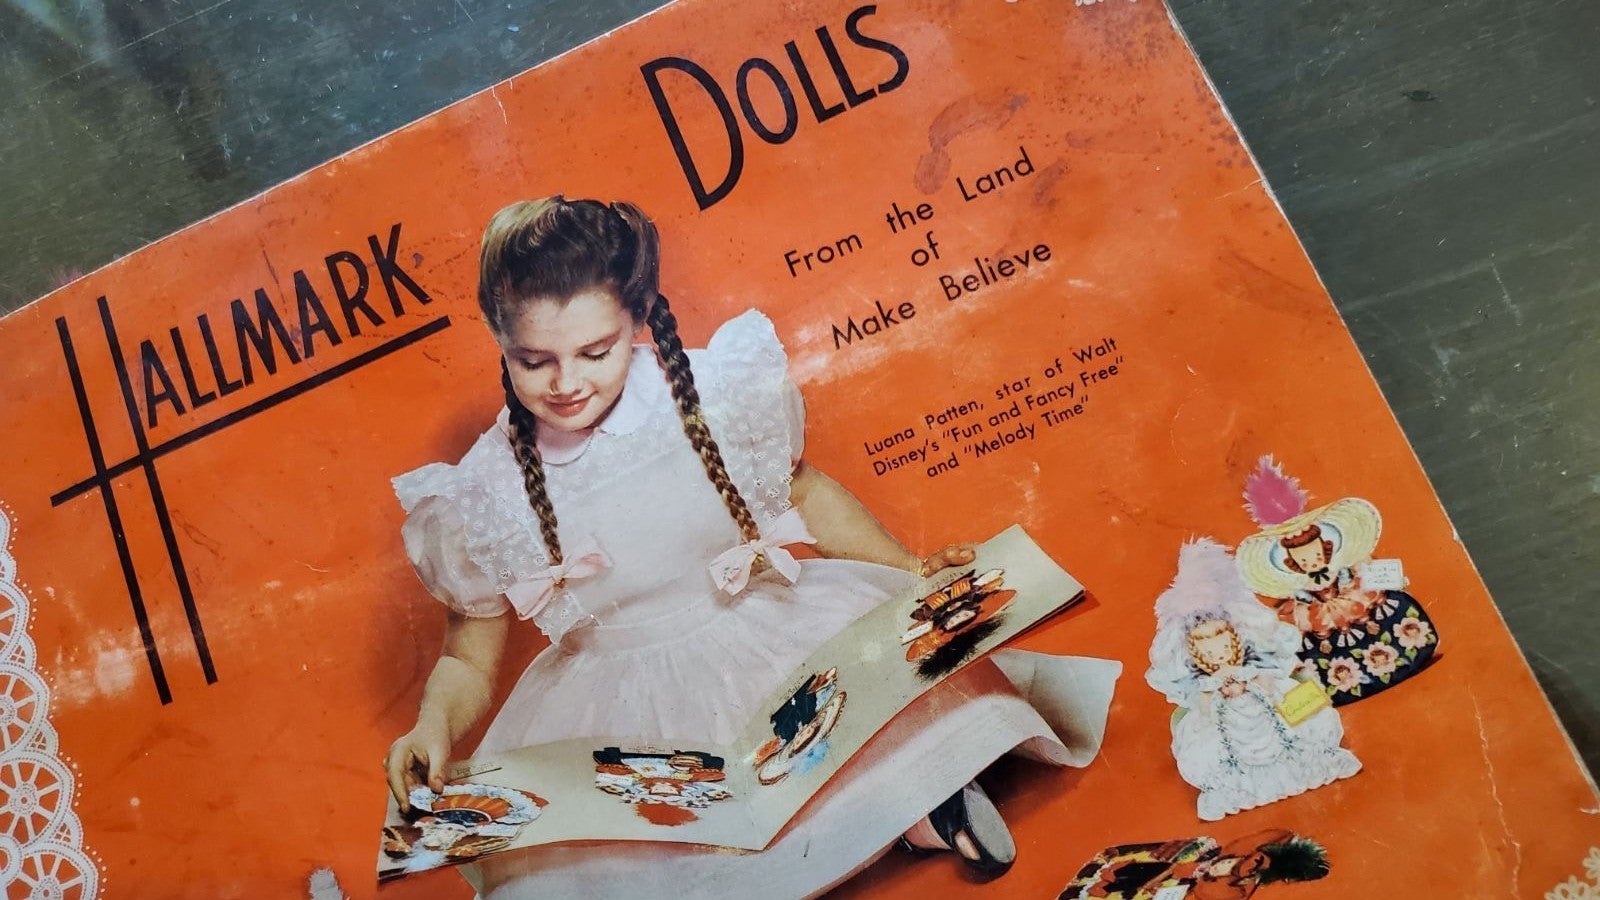 HALLMARK DOLLS
From the Land
of
Make Believe
Luana Patten, star of Walt
Disney's "Fun and Fancy Free"
and "Melody Time"